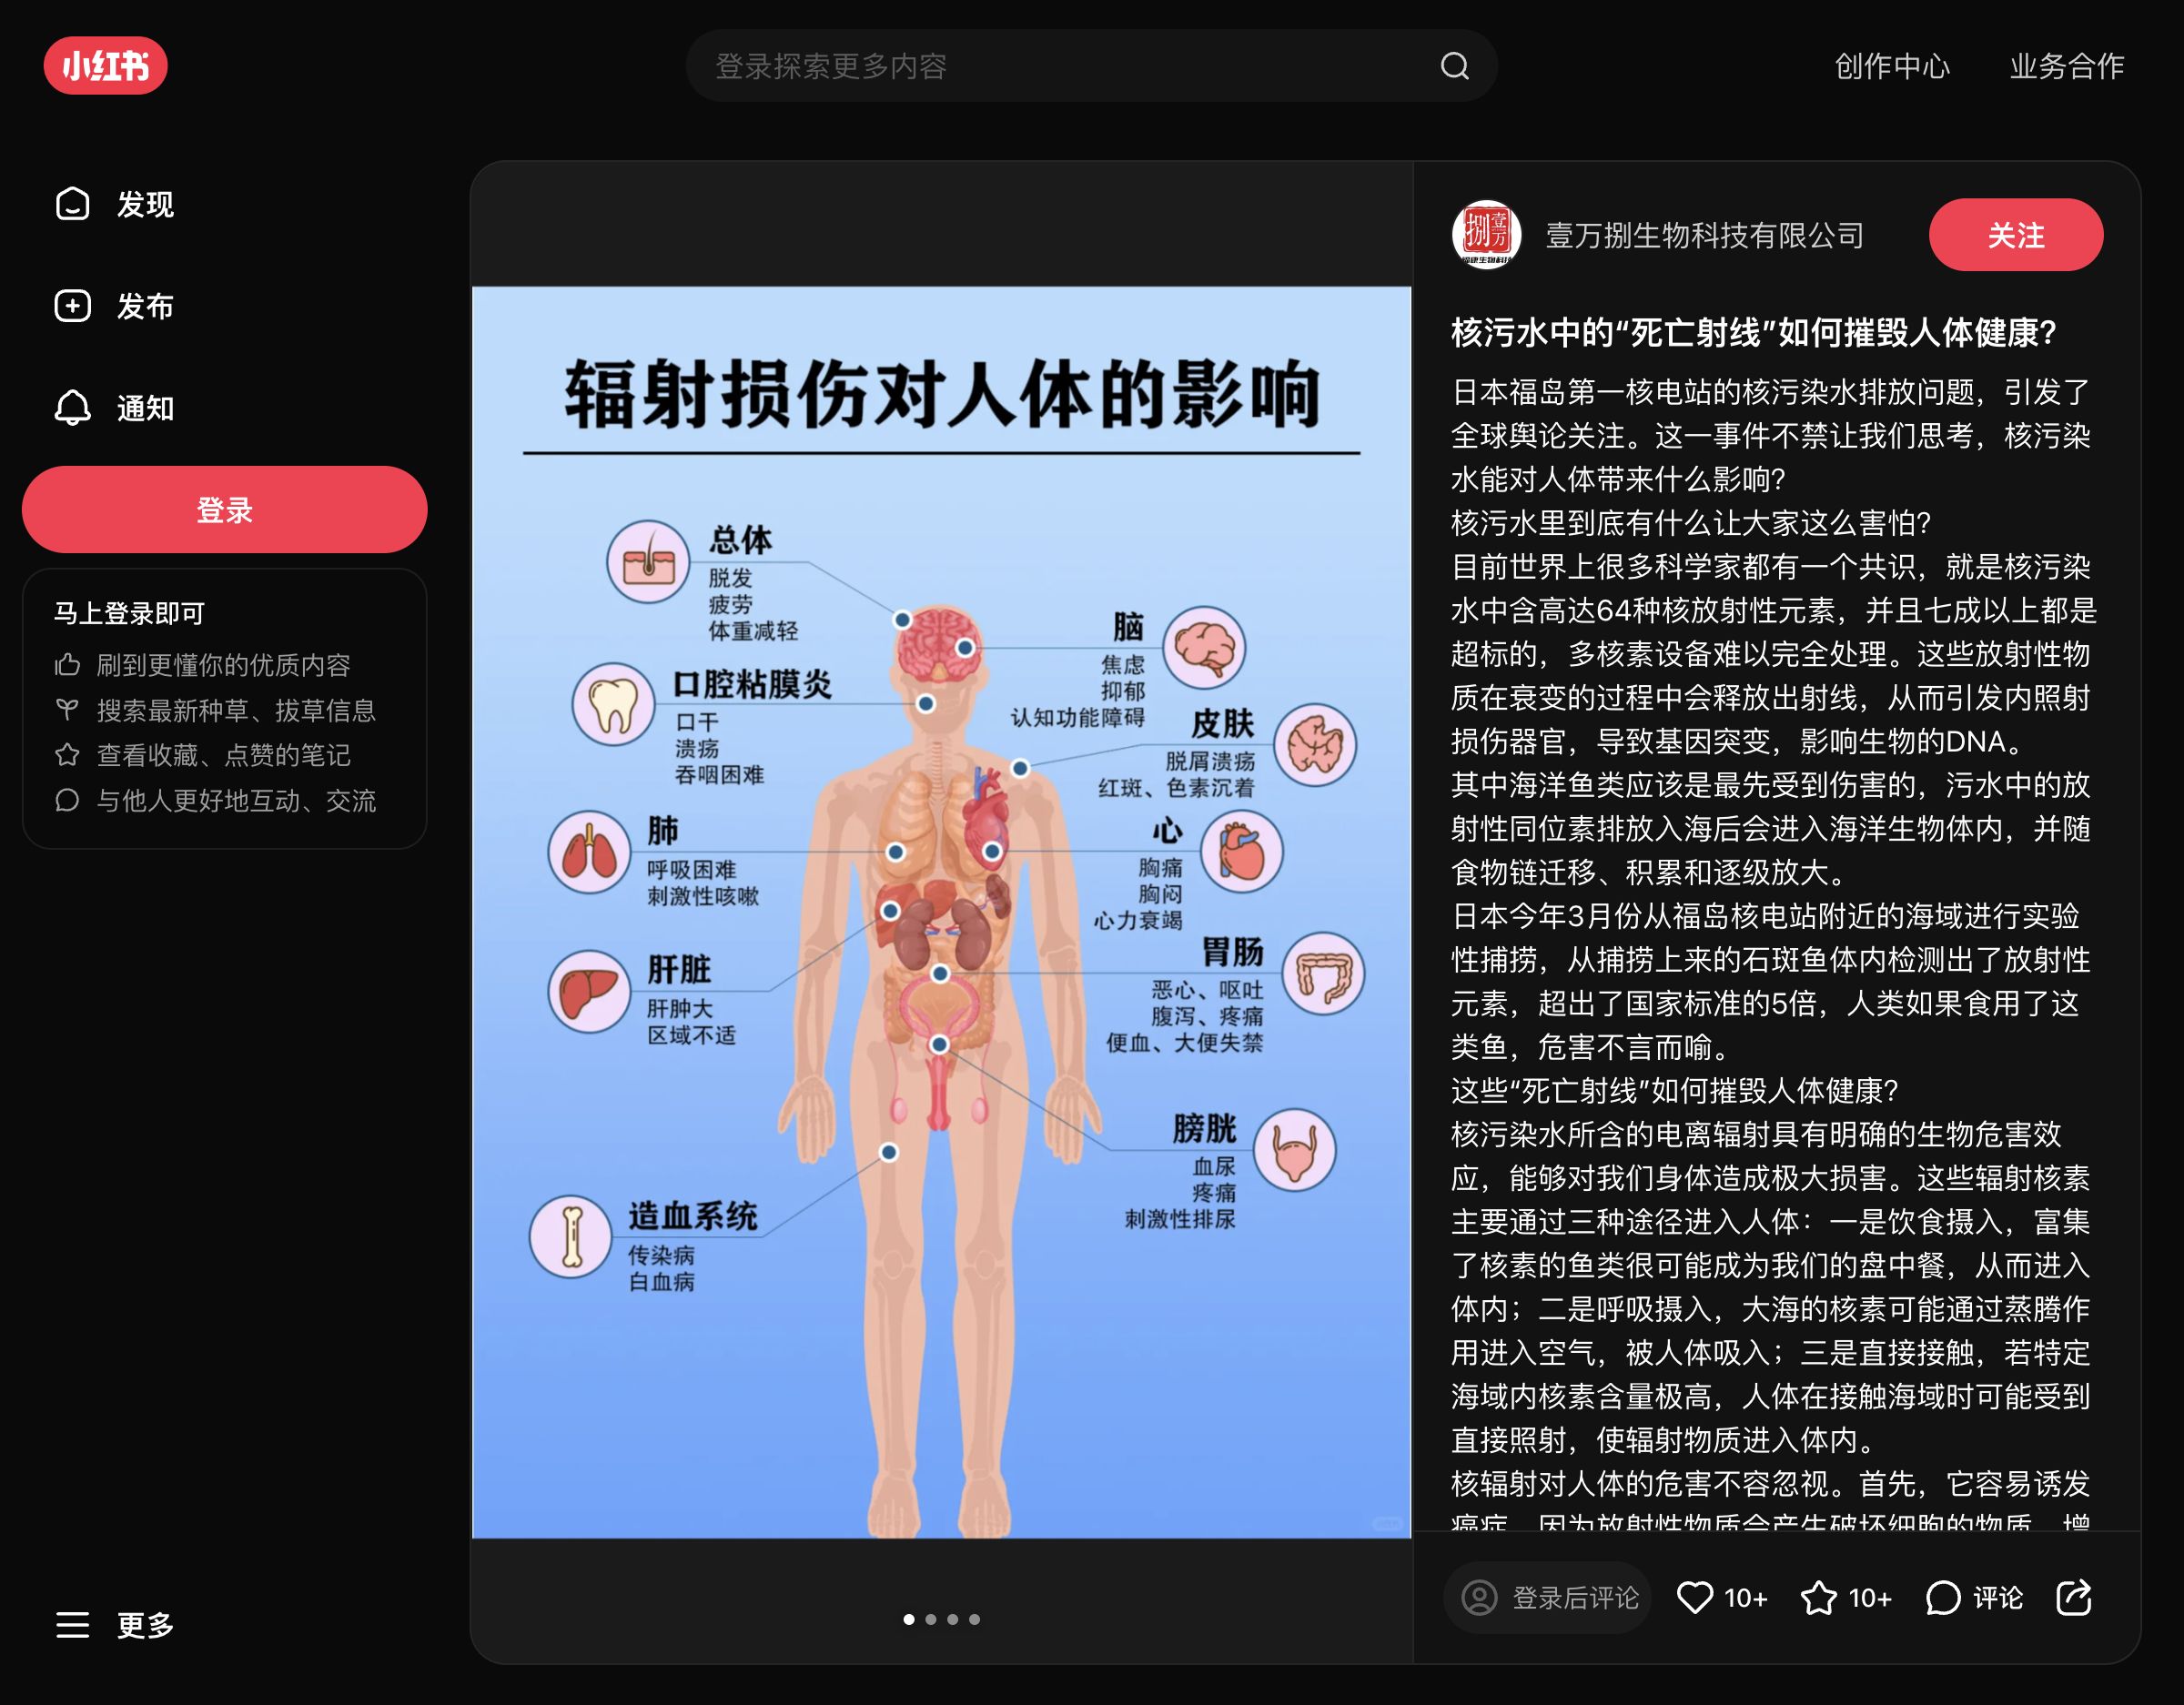 小红书
登录探索更多内容
创作中心
业务合作
发现
发布
通知
登录
马上登录即可
刷到更懂你的优质内容
搜索最新种草、拔草信息
查看收藏、点赞的笔记
与他人更好地互动、交流
更多
辐射损伤对人体的影响
总体
脱发
疲劳
体重减轻
口腔粘膜炎
口干
溃疡
吞咽困难
肺
呼吸困难
刺激性咳嗽
肝脏
肝肿大
区域不适
造血系统
传染病
白血病
脑
焦虑
抑郁
认知功能障碍
皮肤
脱屑溃疡
红斑、色素沉着
心
胸痛
胸闷
心力衰竭
胃肠
恶心、呕吐
腹泻、疼痛
便血、大便失禁
膀胱
血尿
疼痛
刺激性排尿
壹万捌
壹万捌生物科技有限公司
关注
核污水中的“死亡射线”如何摧毁人体健康?
日本福岛第一核电站的核污染水排放问题，引发了
全球舆论关注。这一事件不禁让我们思考，核污染
水能对人体带来什么影响?
核污水里到底有什么让大家这么害怕?
目前世界上很多科学家都有一个共识，就是核污染
水中含高达64种核放射性元素，并且七成以上都是
超标的，多核素设备难以完全处理。这些放射性物
质在衰变的过程中会释放出射线，从而引发内照射
损伤器官，导致基因突变，影响生物的DNA。
其中海洋鱼类应该是最先受到伤害的，污水中的放
射性同位素排放入海后会进入海洋生物体内，并随
食物链迁移、积累和逐级放大。
日本今年3月份从福岛核电站附近的海域进行实验
性捕捞，从捕捞上来的石斑鱼体内检测出了放射性
元素，超出了国家标准的5倍，人类如果食用了这
类鱼，危害不言而喻。
这些“死亡射线”如何摧毁人体健康?
核污染水所含的电离辐射具有明确的生物危害效
应，能够对我们身体造成极大损害。这些辐射核素
主要通过三种途径进入人体：一是饮食摄入，富集
了核素的鱼类很可能成为我们的盘中餐，从而进入
体内；二是呼吸摄入，大海的核素可能通过蒸腾作
用进入空气，被人体吸入；三是直接接触，若特定
海域内核素含量极高，人体在接触海域时可能受到
直接照射，使辐射物质进入体内。
核辐射对人体的危害不容忽视。首先，它容易诱发
癌症，因为放射性物质会产生破坏细胞的物质，增
登录后评论
10+
10+
评论